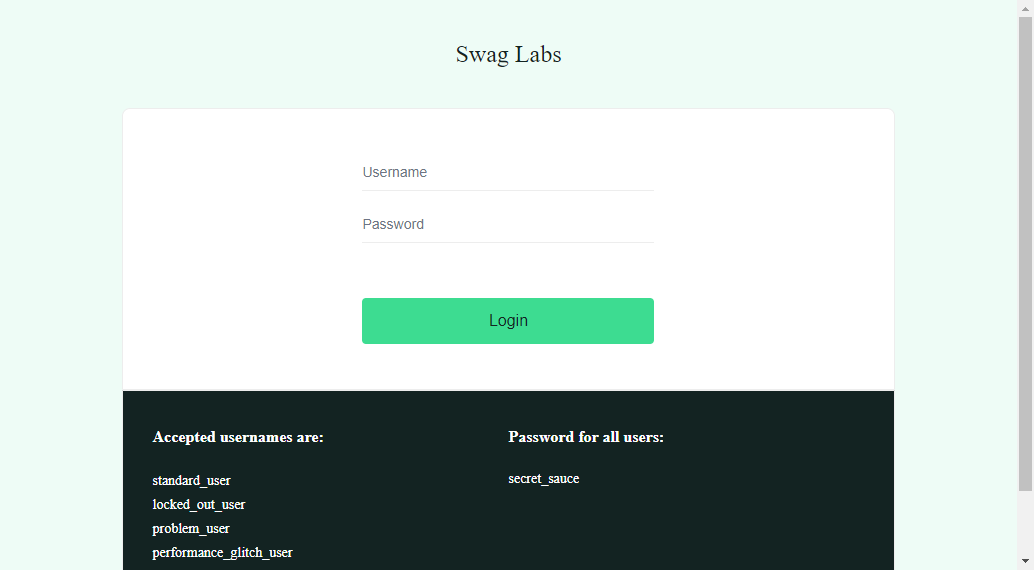 Swag Labs
Username
Password
Login
Accepted usernames are:
standard_user
locked_out_user
problem_user
performance_glitch_user
Password for all users:
secret_sauce